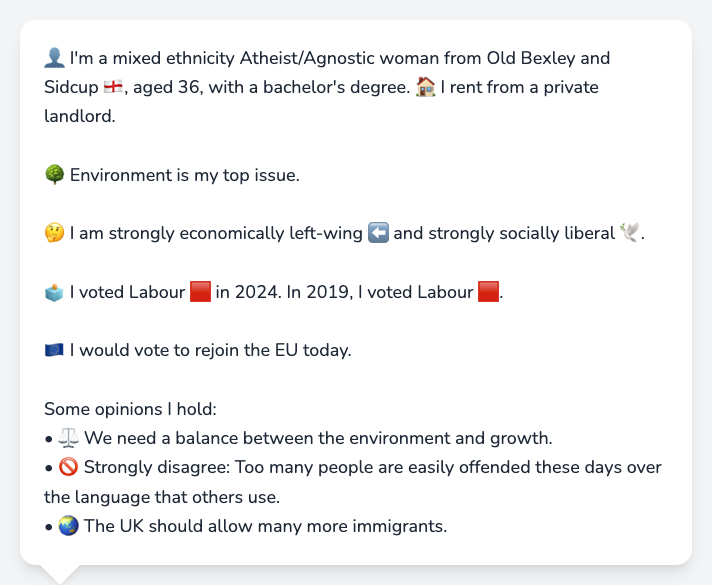 👤 I'm a mixed ethnicity Atheist/Agnostic woman from Old Bexley and
Sidcup 🏴󠁧󠁢󠁥󠁮󠁧󠁿, aged 36, with a bachelor's degree. 🏠 I rent from a private
landlord.
🌳 Environment is my top issue.
🤔 I am strongly economically left-wing ⬅️ and strongly socially liberal 🕊️.
🗳️ I voted Labour 🟥 in 2024. In 2019, I voted Labour 🟥.
🇪🇺 I would vote to rejoin the EU today.
Some opinions I hold:
• ⚖️ We need a balance between the environment and growth.
• 🚫 Strongly disagree: Too many people are easily offended these days over
the language that others use.
• 🌏 The UK should allow many more immigrants.